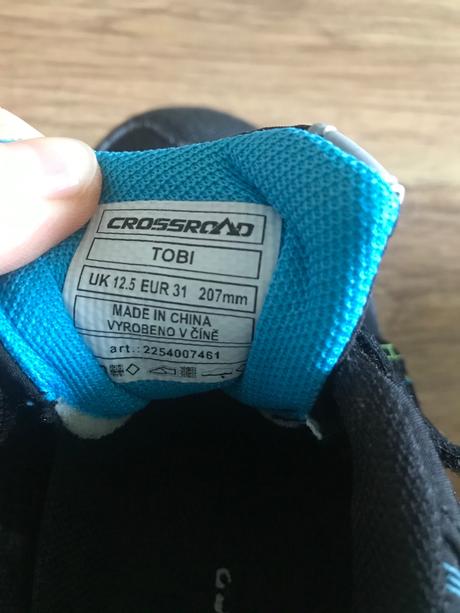 CROSSROAD
TOBI
UK 12.5 EUR 31 207mm
MADE IN CHINA
VYROBENO V ČÍNĚ
art.: 2254007461